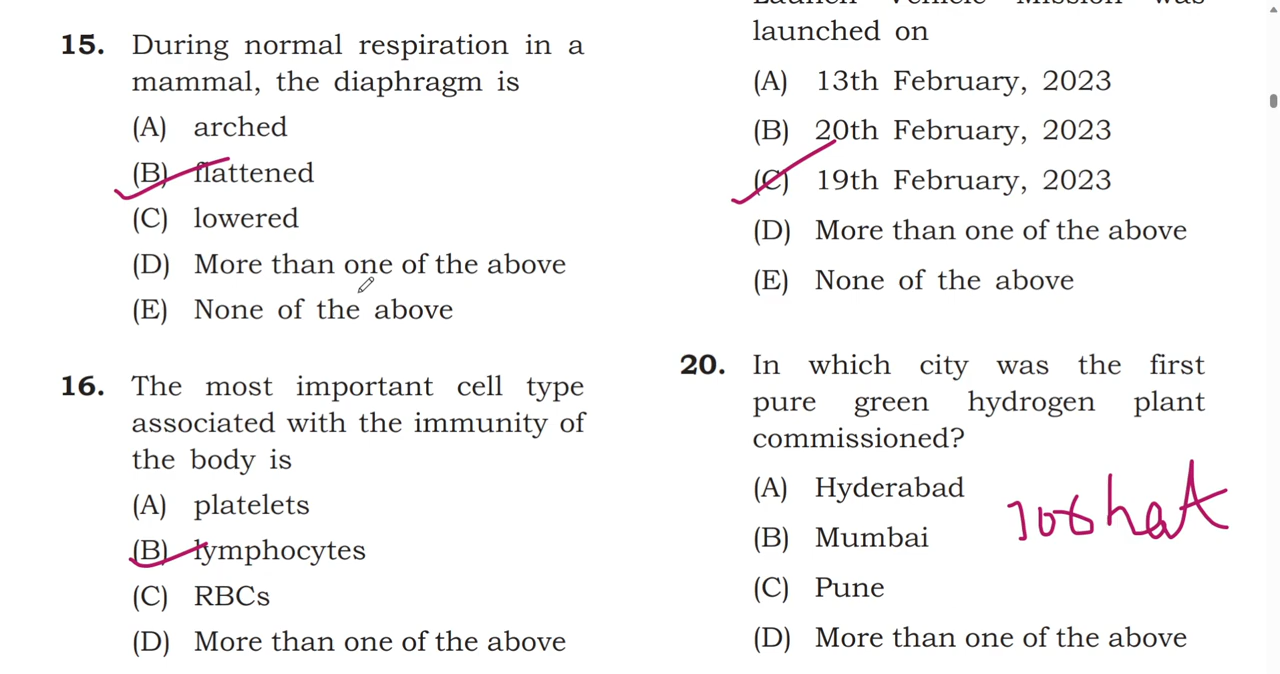 15. During normal respiration in a
mammal, the diaphragm is
(A) arched
(B) flattened
(C) lowered
(D) More than one of the above
(E) None of the above
16. The most important cell type
associated with the immunity of
the body is
(A) platelets
(B) lymphocytes
(C) RBCs
(D) More than one of the above
Launch Vehicle Mission was
launched on
(A) 13th February, 2023
(B) 20th February, 2023
(C) 19th February, 2023
(D) More than one of the above
(E) None of the above
20. In which city was the first
pure green hydrogen plant
commissioned?
(A) Hyderabad
(B) Mumbai
(C) Pune
(D) More than one of the above